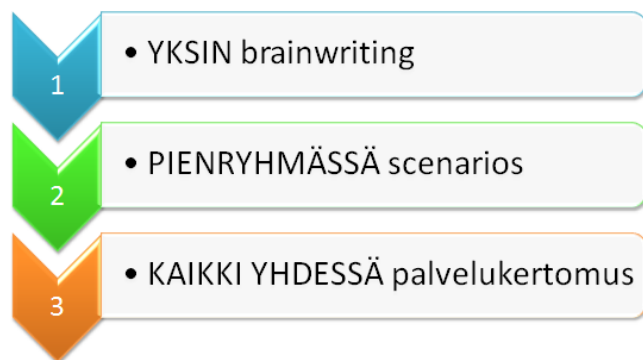 1
• YKSIN brainwriting
2
• PIENRYHMÄSSÄ scenarios
3
• KAIKKI YHDESSÄ palvelukertomus